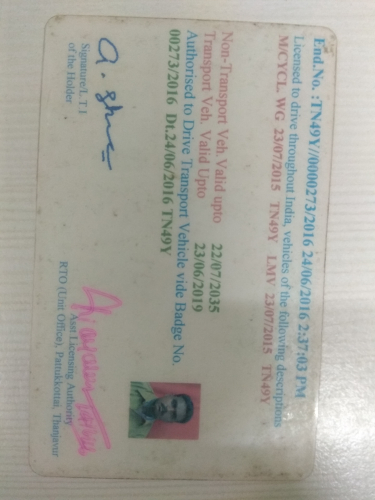 End.No. :TN49Y//0000273/2016 24/06/2016 2:37:03 PM
Licensed to drive throughout India, vehicles of the following descriptions
M/CYCL. WG 23/07/2015 TN49Y LMV 23/07/2015 TN49Y
Non-Transport Veh. Valid upto 22/07/2035
Transport Veh. Valid Upto 23/06/2019
Authorised to Drive Transport Vehicle vide Badge No.
00273/2016 Dt.24/06/2016 TN49Y
Signature/L.T.I
of the Holder
Asst Licensing Authority
RTO (Unit Office), Pattukkottai, Thanjavur